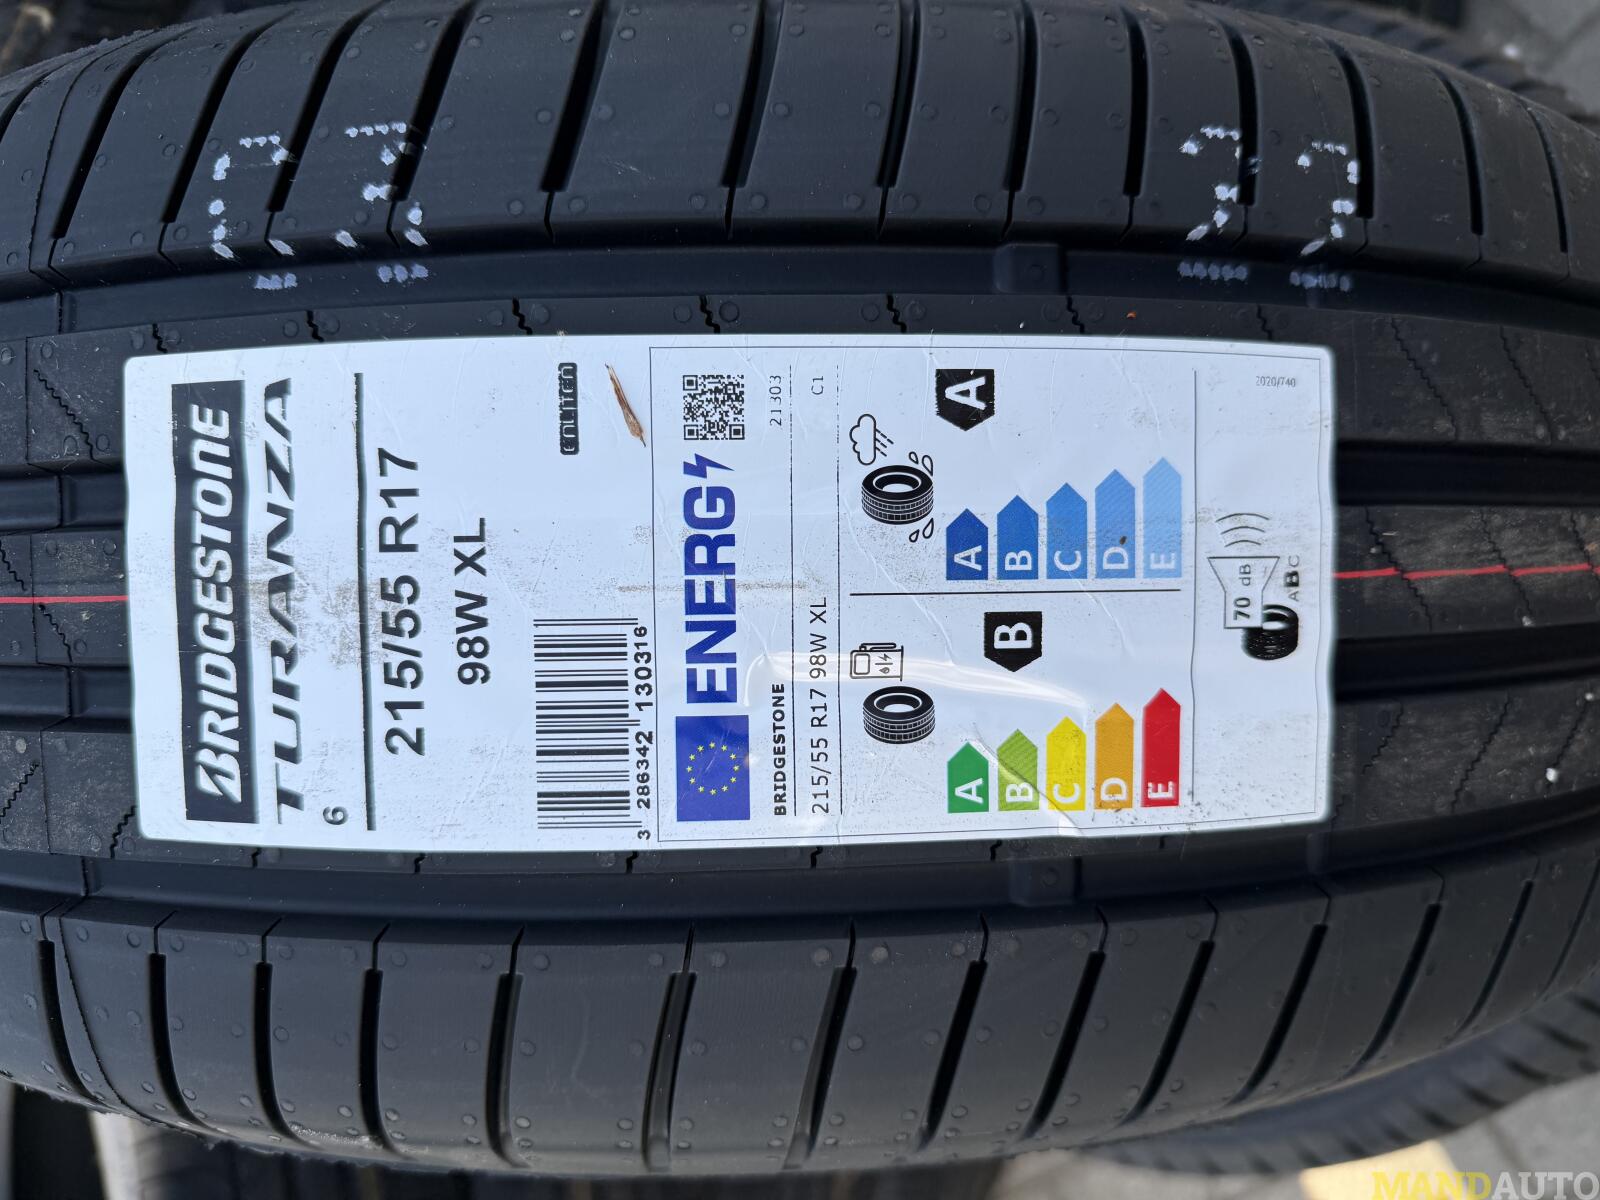 BRIDGESTONE
TURANZA
6
215/55 R17
98W XL
ENLITEN
3 286342 130316
ENERG
21303
BRIDGESTONE
215/55 R17 98W XL
C1
A
A
B
C
D
E
B
A
B
C
D
E
70 dB
ABC
2020/740
MANDAUTO